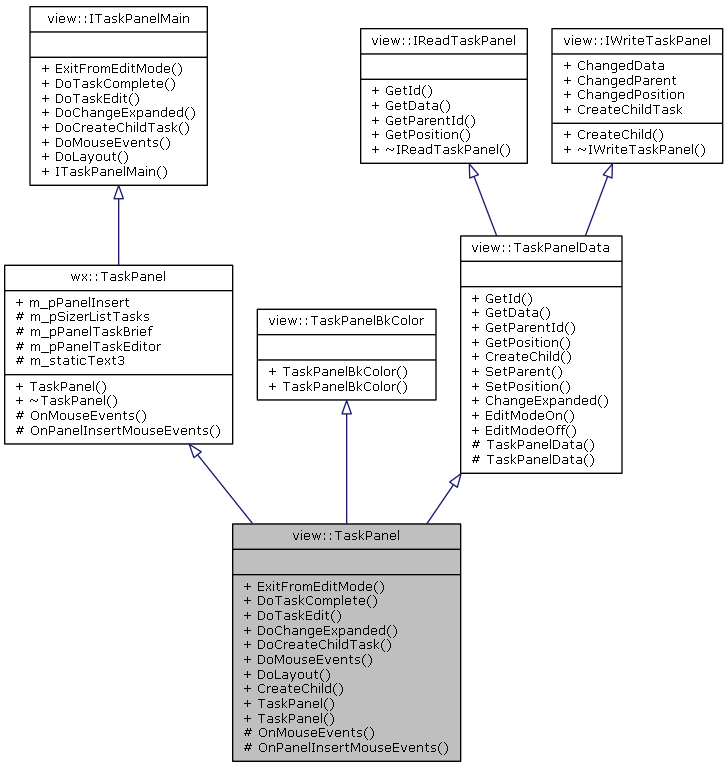 view::ITaskPanelMain
+ ExitFromEditMode()
+ DoTaskComplete()
+ DoTaskEdit()
+ DoChangeExpanded()
+ DoCreateChildTask()
+ DoMouseEvents()
+ DoLayout()
+ ITaskPanelMain()
view::IReadTaskPanel
+ GetId()
+ GetData()
+ GetParentId()
+ GetPosition()
+ ~IReadTaskPanel()
view::IWriteTaskPanel
+ ChangedData
+ ChangedParent
+ ChangedPosition
+ CreateChildTask
+ CreateChild()
+ ~IWriteTaskPanel()
wx::TaskPanel
+ m_pPanelInsert
# m_pSizerListTasks
# m_pPanelTaskBrief
# m_pPanelTaskEditor
# m_staticText3
+ TaskPanel()
+ ~TaskPanel()
# OnMouseEvents()
# OnPanelInsertMouseEvents()
view::TaskPanelBkColor
+ TaskPanelBkColor()
+ TaskPanelBkColor()
view::TaskPanelData
+ GetId()
+ GetData()
+ GetParentId()
+ GetPosition()
+ CreateChild()
+ SetParent()
+ SetPosition()
+ ChangeExpanded()
+ EditModeOn()
+ EditModeOff()
# TaskPanelData()
# TaskPanelData()
view::TaskPanel
+ ExitFromEditMode()
+ DoTaskComplete()
+ DoTaskEdit()
+ DoChangeExpanded()
+ DoCreateChildTask()
+ DoMouseEvents()
+ DoLayout()
+ CreateChild()
+ TaskPanel()
+ TaskPanel()
# OnMouseEvents()
# OnPanelInsertMouseEvents()